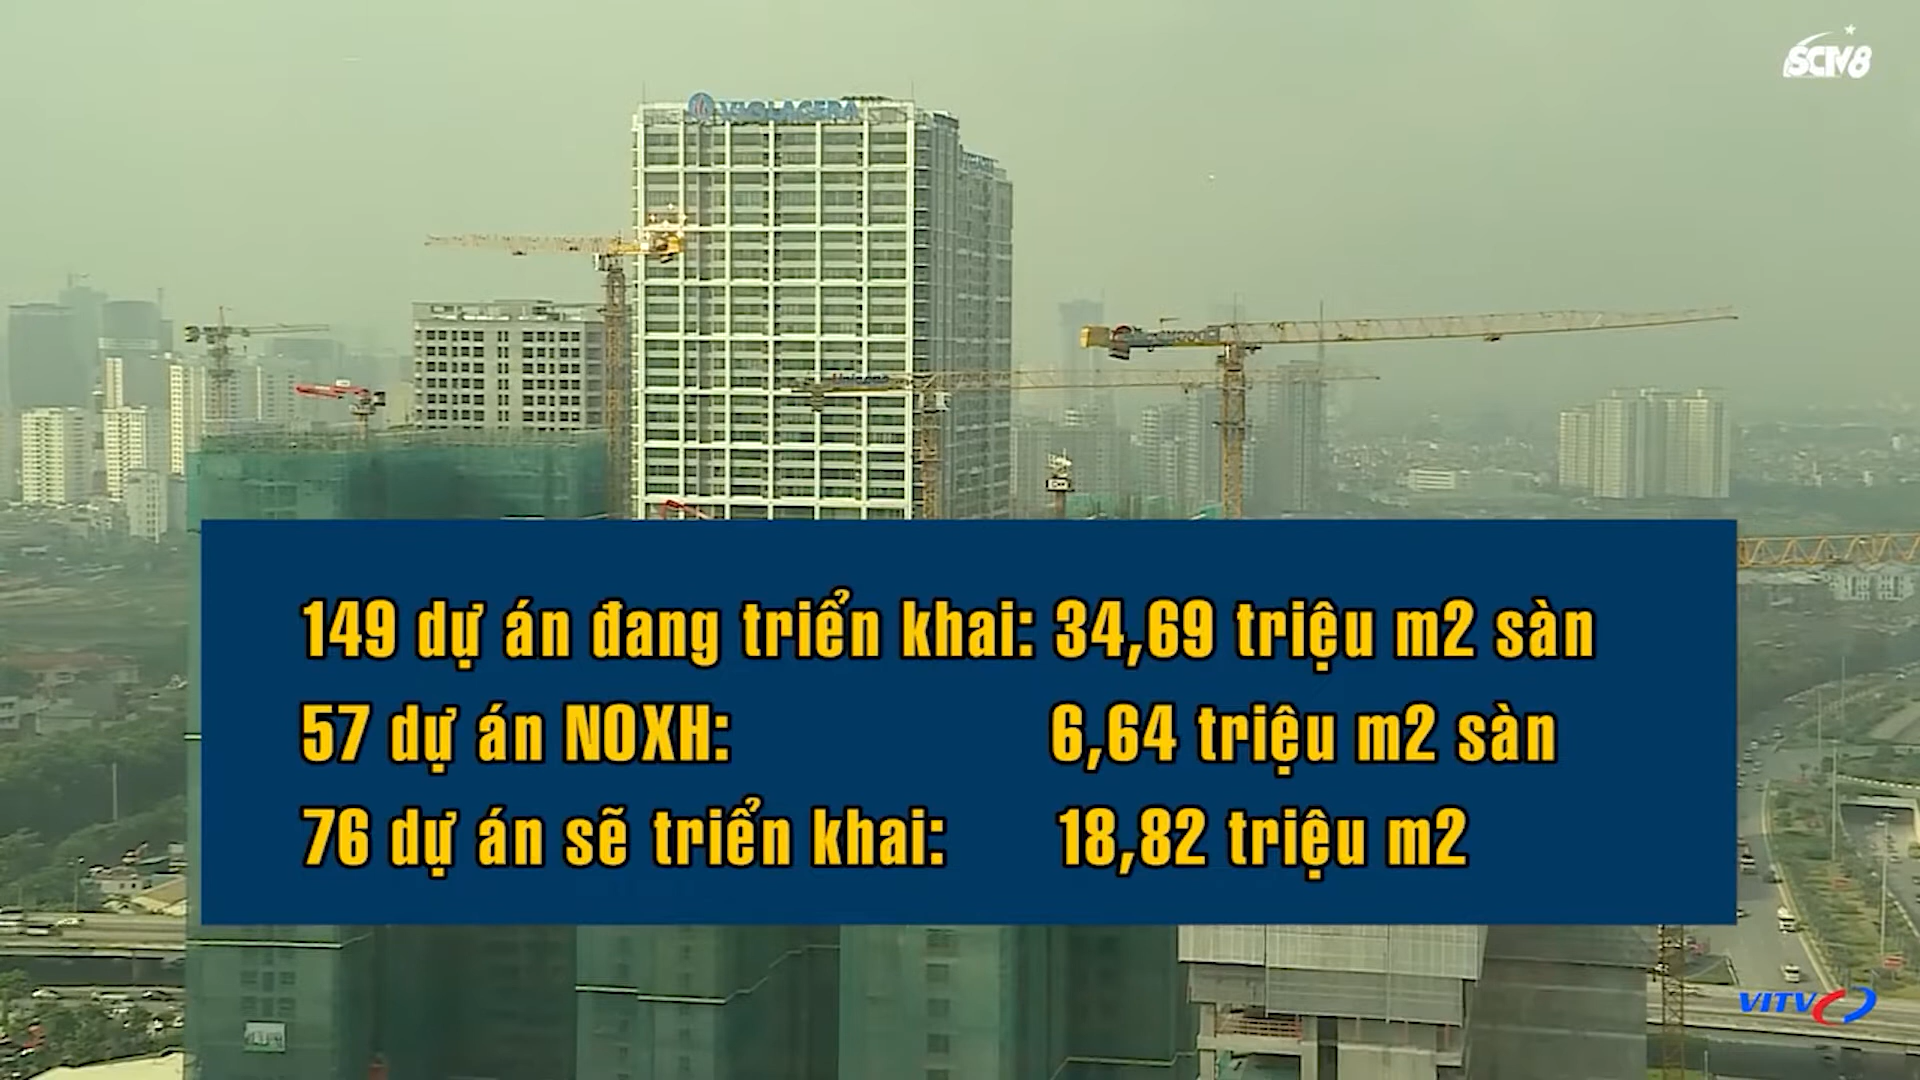 SCTV8
VIGLACERA
149 dự án đang triển khai: 34,69 triệu m2 sàn
57 dự án NOXH: 6,64 triệu m2 sàn
76 dự án sẽ triển khai: 18,82 triệu m2
VITV